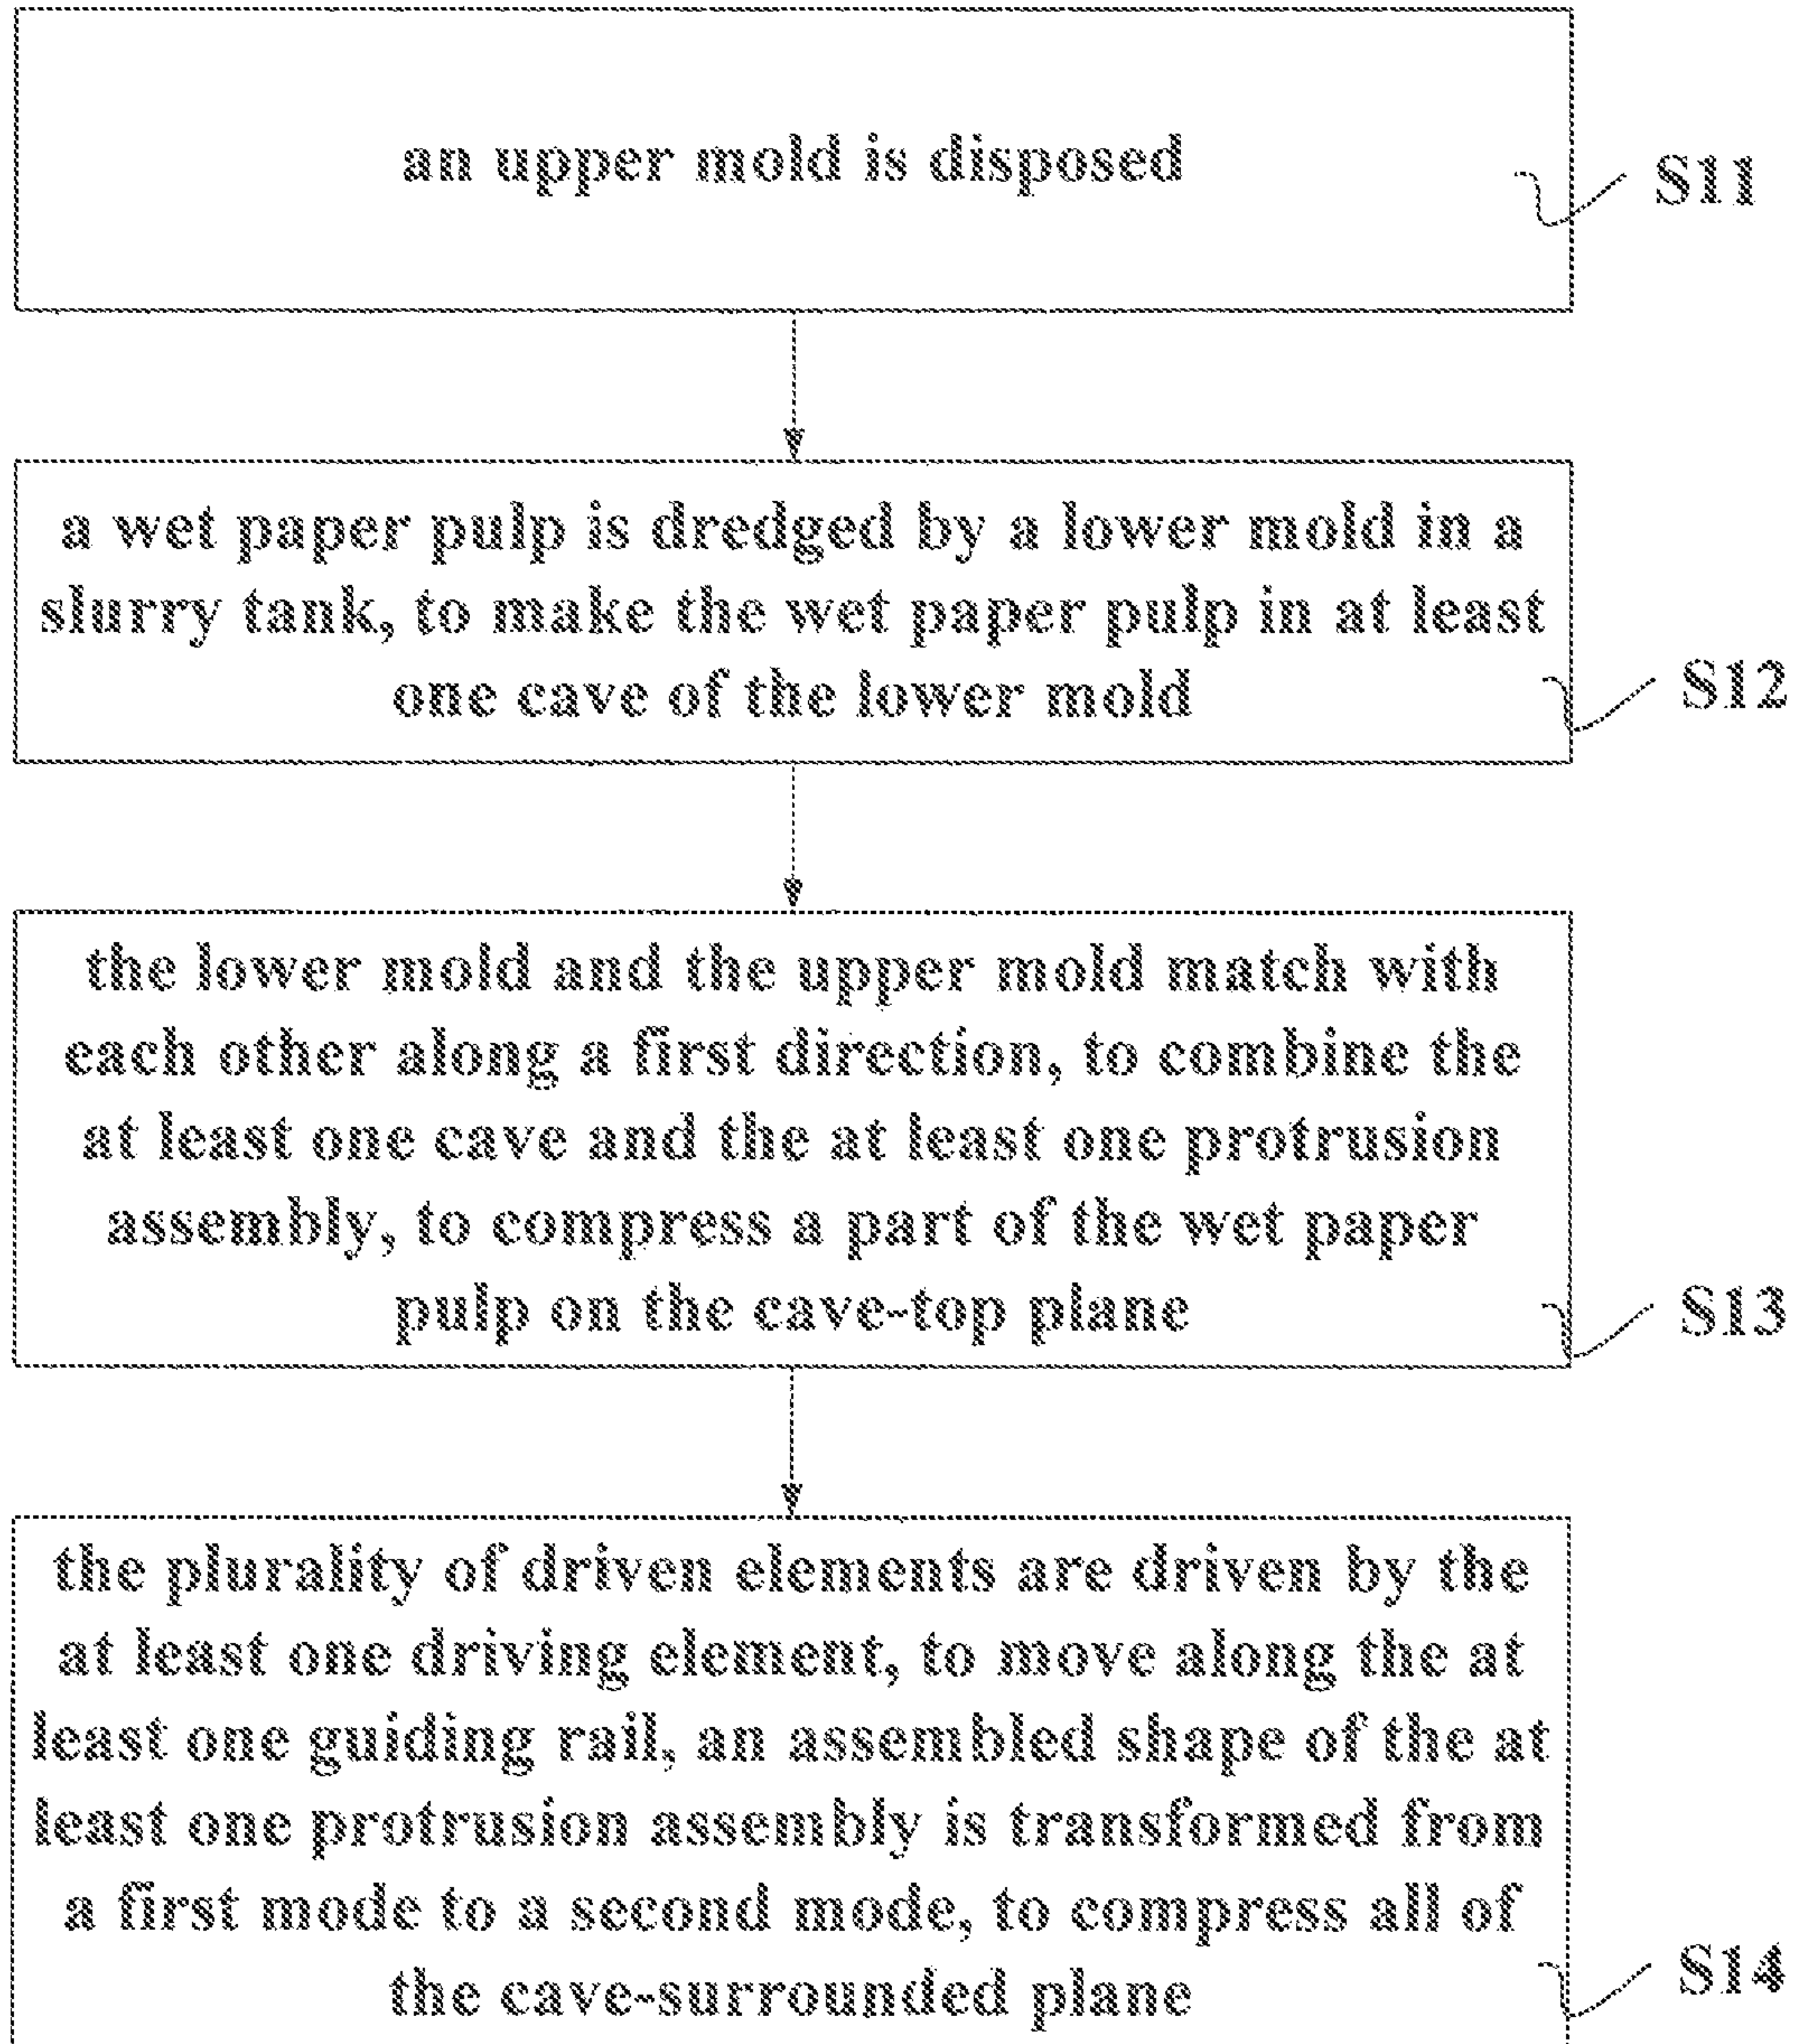 an upper mold is disposed
S11
a wet paper pulp is dredged by a lower mold in a
slurry tank, to make the wet paper pulp in at least
one cave of the lower mold
S12
the lower mold and the upper mold match with
each other along a first direction, to combine the
at least one cave and the at least one protrusion
assembly, to compress a part of the wet paper
pulp on the cave-top plane
S13
the plurality of driven elements are driven by the
at least one driving element, to move along the at
least one guiding rail, an assembled shape of the at
least one protrusion assembly is transformed from
a first mode to a second mode, to compress all of
the cave-surrounded plane
S14